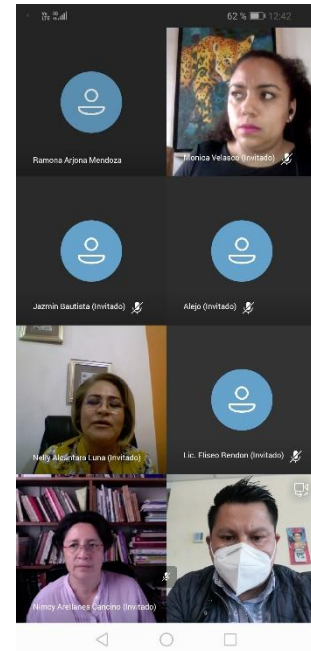 62 % 12:42
Ramona Arjona Mendoza
Monica Velasco (Invitado)
Jazmin Bautista (Invitado)
Alejo (Invitado)
Nelly Alcántara Luna (Invitado)
Lic. Eliseo Rendon (Invitado)
Nimcy Arellanes Cancino (Invitado)